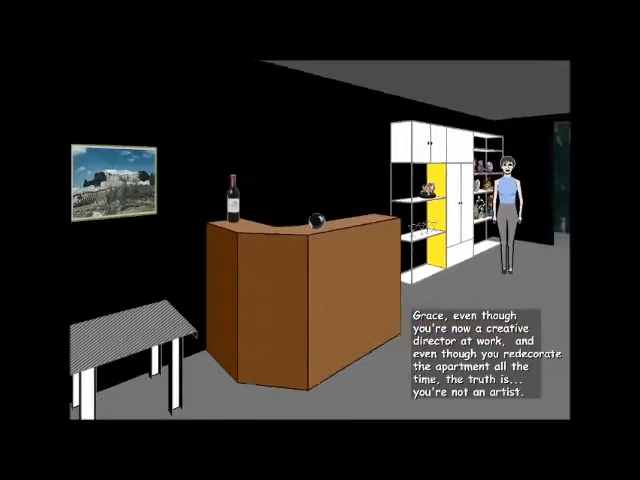 Grace, even though
you're now a creative
director at work, and
even though you redecorate
the apartment all the
time, the truth is...
you're not an artist.